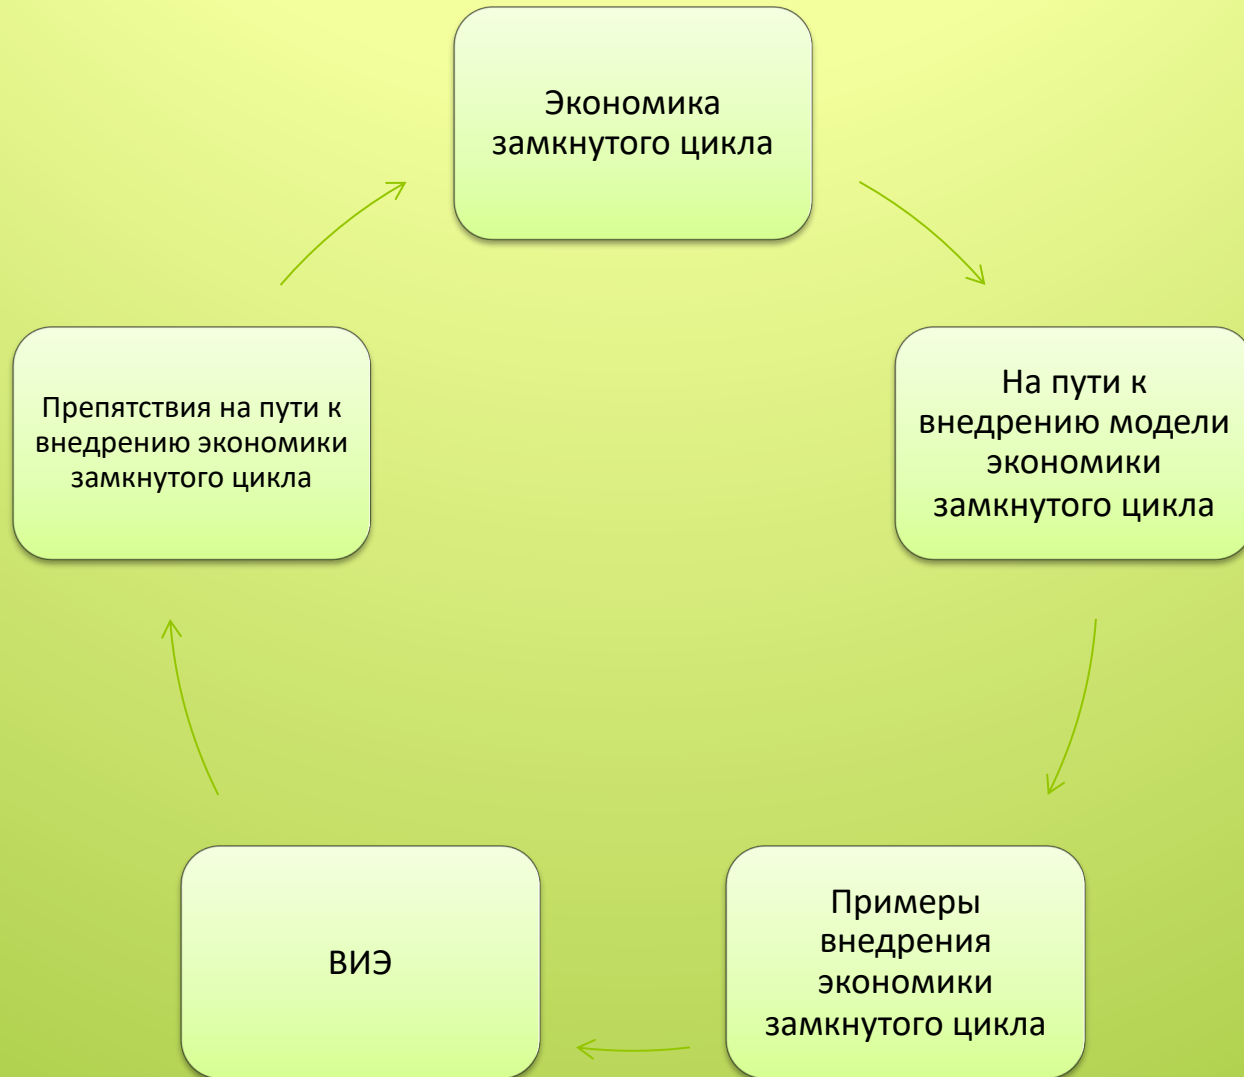 Экономика
замкнутого цикла
На пути к
внедрению модели
экономики
замкнутого цикла
Примеры
внедрения
экономики
замкнутого цикла
ВИЭ
Препятствия на пути к
внедрению экономики
замкнутого цикла